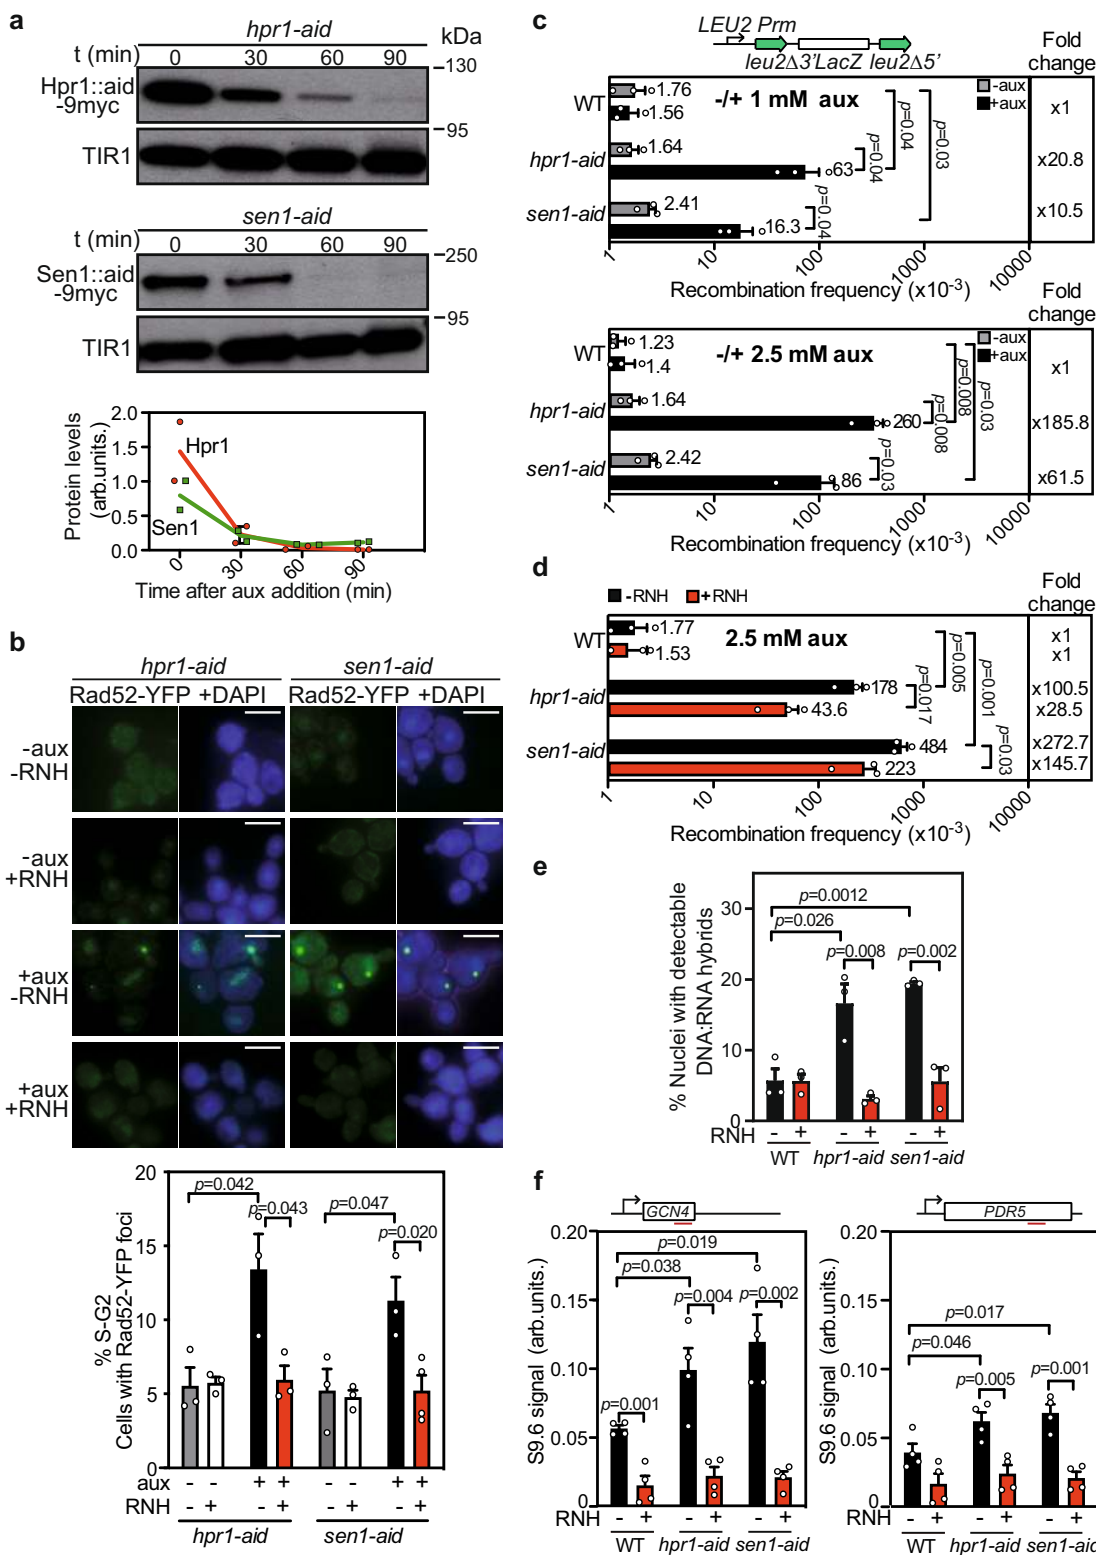 a
hpr1-aid
t (min) 0 30 60 90 kDa
Hpr1::aid
-9myc
130
95
TIR1
sen1-aid
t (min) 0 30 60 90
250
Sen1::aid
-9myc
95
TIR1
Protein levels
(arb.units.)
2.0
1.5
1.0
0.5
0.0
Hpr1
Sen1
0 30 60 90
Time after aux addition (min)
b
hpr1-aid sen1-aid
Rad52-YFP +DAPI Rad52-YFP +DAPI
-aux
-RNH
-aux
+RNH
+aux
-RNH
+aux
+RNH
% S-G2
Cells with Rad52-YFP foci
20
15
10
5
0
p=0.042
p=0.043
p=0.047
p=0.020
aux - - + + - - + +
RNH - + - + - + - +
hpr1-aid sen1-aid
c
LEU2 Prm
leu2Δ3' LacZ leu2Δ5'
Fold
change
-/+ 1 mM aux
-aux
+aux
WT
1.76
1.56
x1
hpr1-aid
1.64
63
x20.8
sen1-aid
2.41
16.3
x10.5
p=0.04
p=0.04
p=0.04
p=0.03
1 10 100 1000 10000
Recombination frequency (x10-3)
Fold
change
-/+ 2.5 mM aux
-aux
+aux
WT
1.23
1.4
x1
hpr1-aid
1.64
260
x185.8
sen1-aid
2.42
86
x61.5
p=0.008
p=0.008
p=0.03
p=0.03
1 10 100 1000 10000
Recombination frequency (x10-3)
d
-RNH +RNH
Fold
change
2.5 mM aux
WT
1.77
1.53
x1
x1
hpr1-aid
178
43.6
x100.5
x28.5
sen1-aid
484
223
x272.7
x145.7
p=0.017
p=0.005
p=0.001
p=0.03
1 10 100 1000 10000
Recombination frequency (x10-3)
e
% Nuclei with detectable
DNA:RNA hybrids
30
20
10
0
p=0.0012
p=0.026
p=0.008
p=0.002
RNH - + - + - +
WT hpr1-aid sen1-aid
f
GCN4
S9.6 signal (arb.units.)
0.20
0.15
0.10
0.05
0
p=0.019
p=0.038
p=0.004
p=0.002
p=0.001
RNH - + - + - +
WT hpr1-aid sen1-aid
PDR5
S9.6 signal (arb.units.)
0.20
0.15
0.10
0.05
0
p=0.017
p=0.046
p=0.005
p=0.001
RNH - + - + - +
WT hpr1-aid sen1-aid